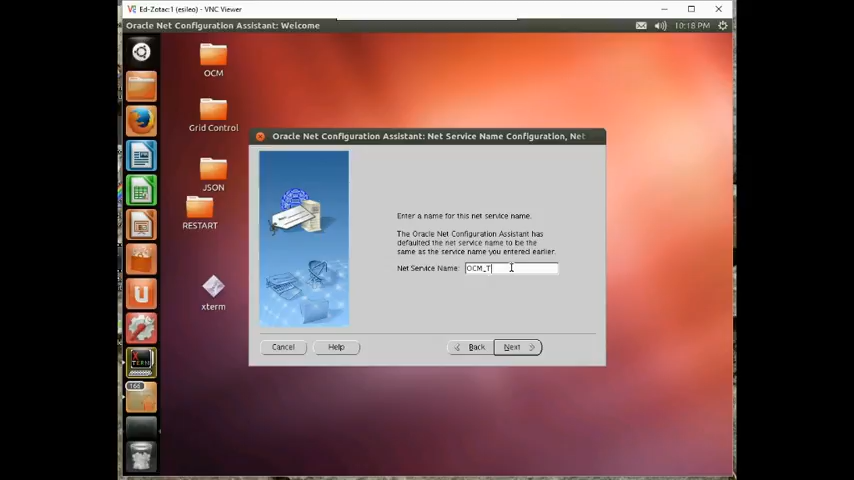 Ed-Zotac:1 (esileo) - VNC Viewer
Oracle Net Configuration Assistant: Welcome
10:18 PM
OCM
Grid Control
JSON
RESTART
xterm
166
Oracle Net Configuration Assistant: Net Service Name Configuration, Net
Enter a name for this net service name.
The Oracle Net Configuration Assistant has
defaulted the net service name to be the
same as the service name you entered earlier.
Net Service Name: OCM_T
Cancel Help Back Next